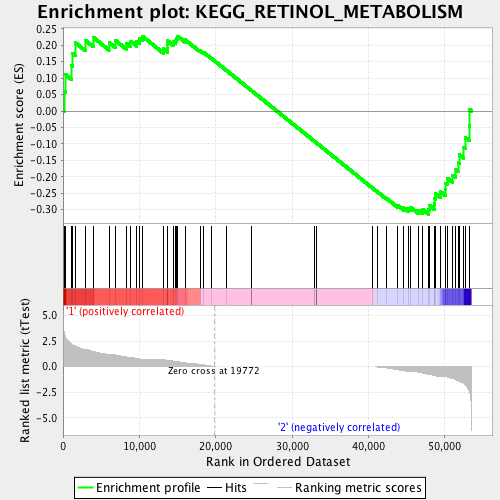 Enrichment plot: KEGG_RETINOL_METABOLISM
Enrichment score (ES)
0.25
0.20
0.15
0.10
0.05
0.00
-0.05
-0.10
-0.15
-0.20
-0.25
-0.30
'1' (positively correlated)
Ranked list metric (tTest)
5.0
2.5
0.0
-2.5
-5.0
Zero cross at 19772
'2' (negatively correlated)
0
10,000
20,000
30,000
40,000
50,000
Rank in Ordered Dataset
Enrichment profile
Hits
Ranking metric scores